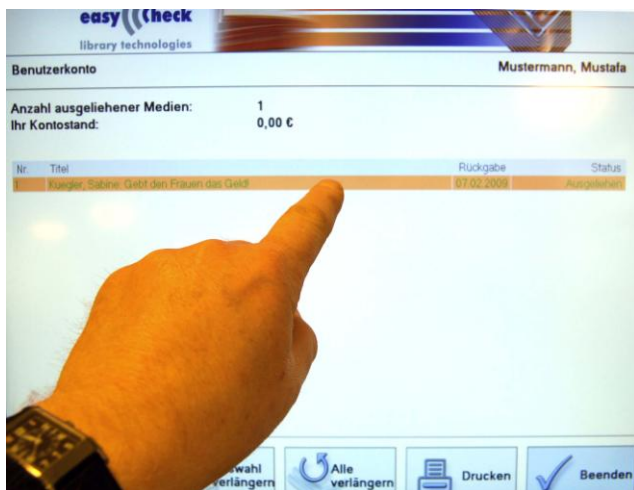 easy Check
library technologies
Benutzerkonto Mustermann, Mustafa
Anzahl ausgeliehener Medien: 1
Ihr Kontostand: 0,00 €
Nr. Titel Rückgabe Status
1 Kuegler, Sabine: Gebt den Frauen das Geld! 07.02.2009 Ausgeliehen
verlängern
Alle
verlängern
Drucken
Beenden